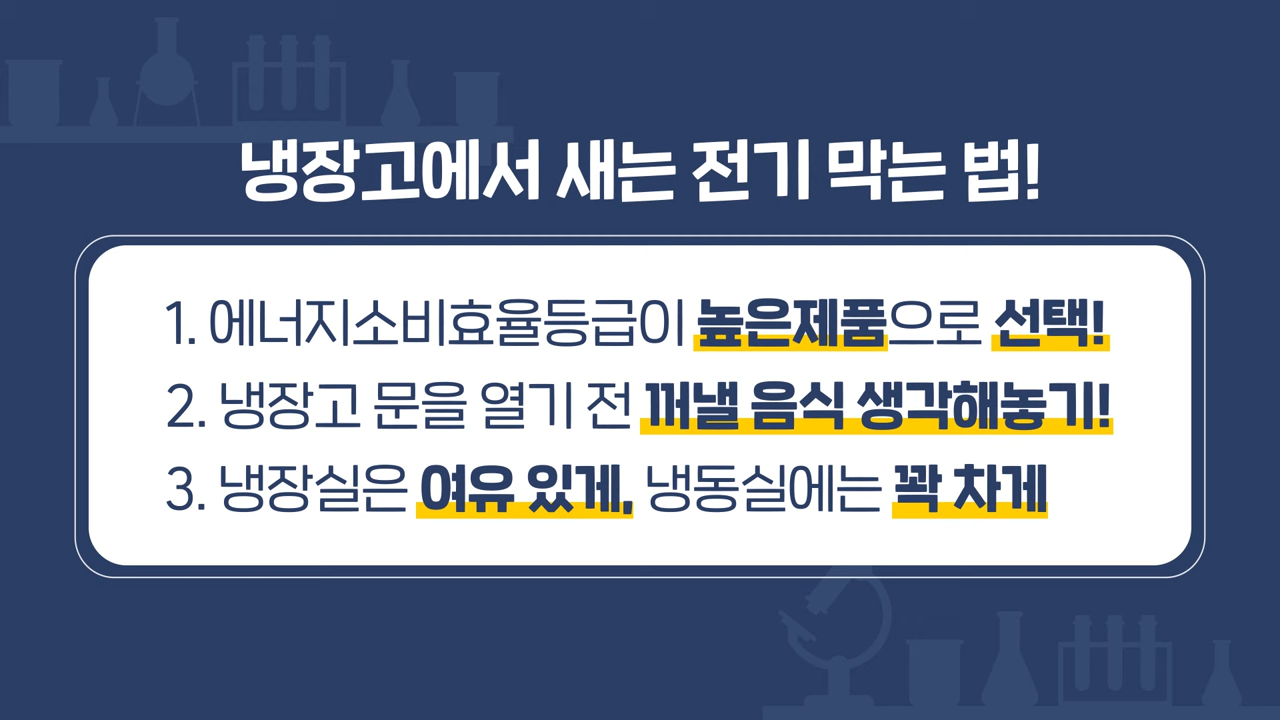 냉장고에서 새는 전기 막는 법!
1. 에너지소비효율등급이 높은제품으로 선택!
2. 냉장고 문을 열기 전 꺼낼 음식 생각해놓기!
3. 냉장실은 여유 있게, 냉동실에는 꽉 차게